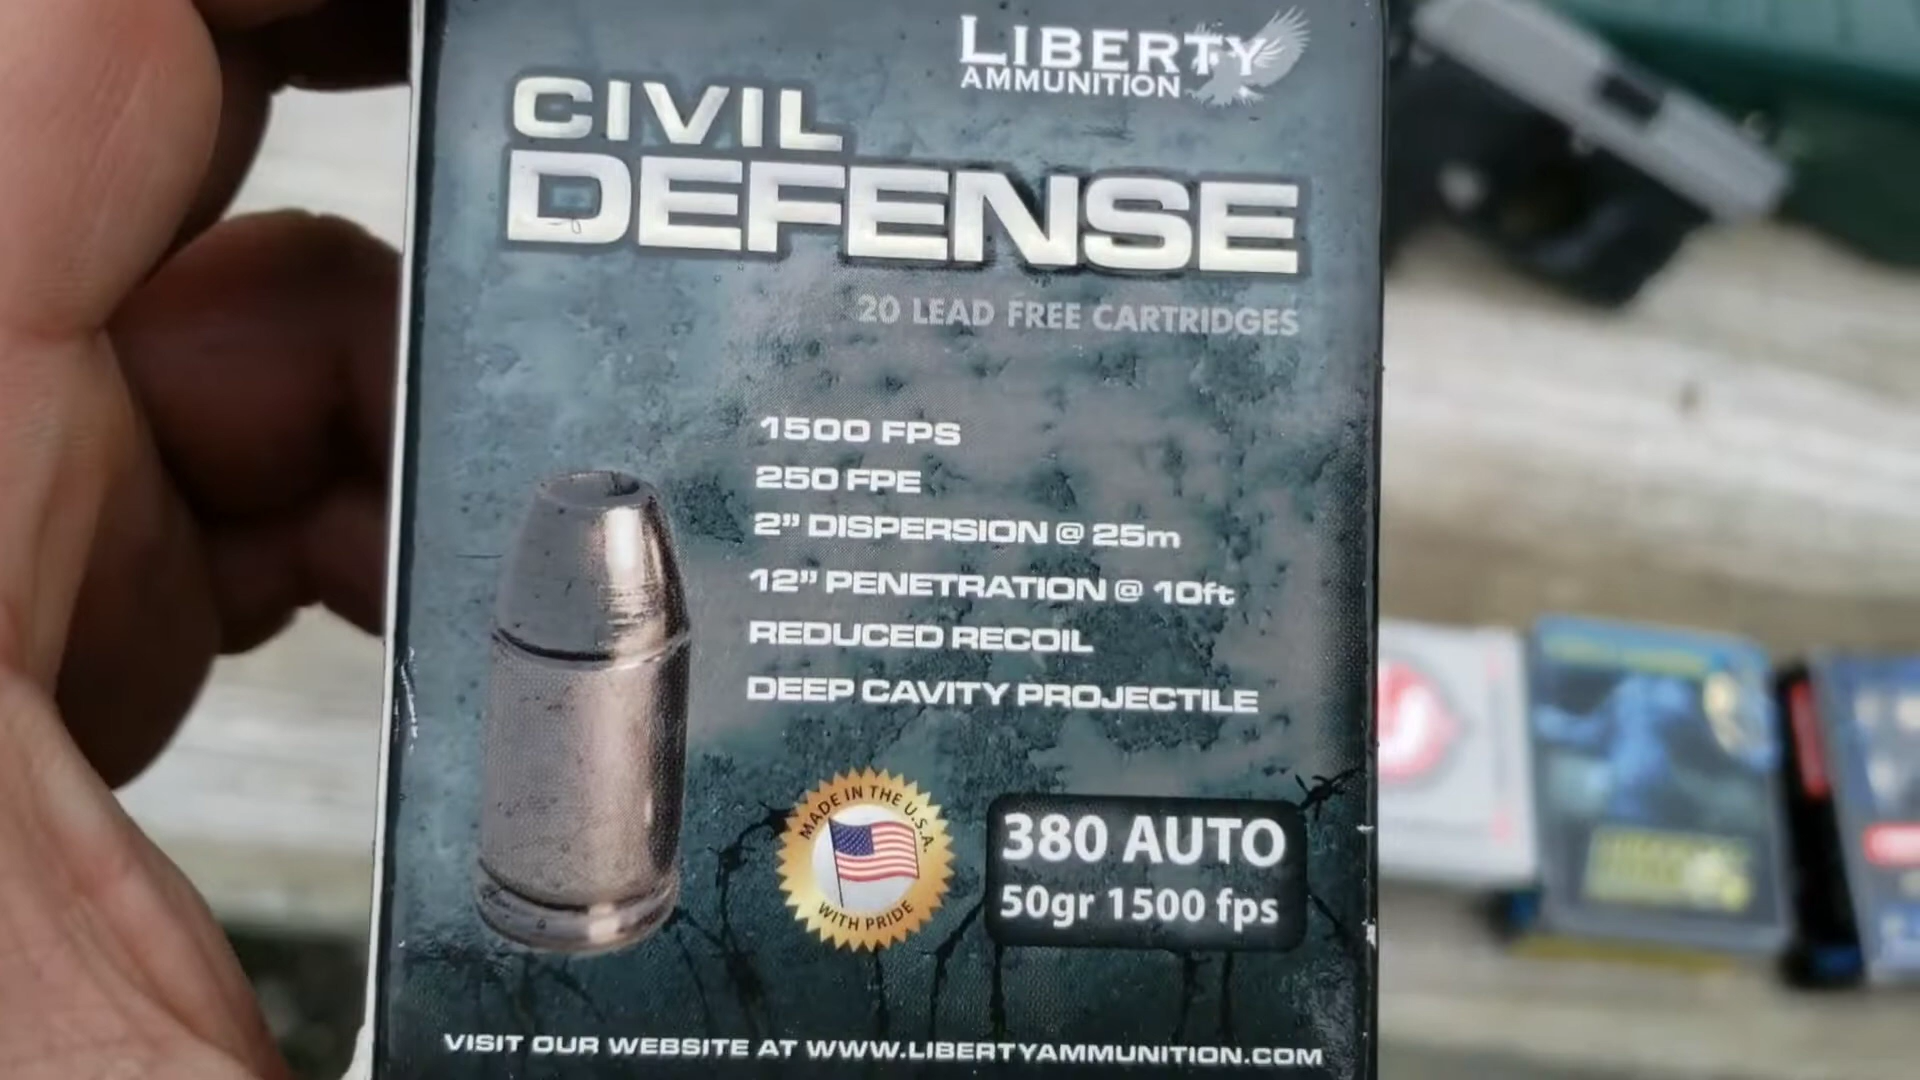 LIBERTY
AMMUNITION
CIVIL
DEFENSE
20 LEAD FREE CARTRIDGES
1500 FPS
250 FPE
2” DISPERSION @ 25m
12” PENETRATION @ 10ft
REDUCED RECOIL
DEEP CAVITY PROJECTILE
MADE IN THE U.S.A.
WITH PRIDE
380 AUTO
50gr 1500 fps
VISIT OUR WEBSITE AT WWW.LIBERTYAMMUNITION.COM